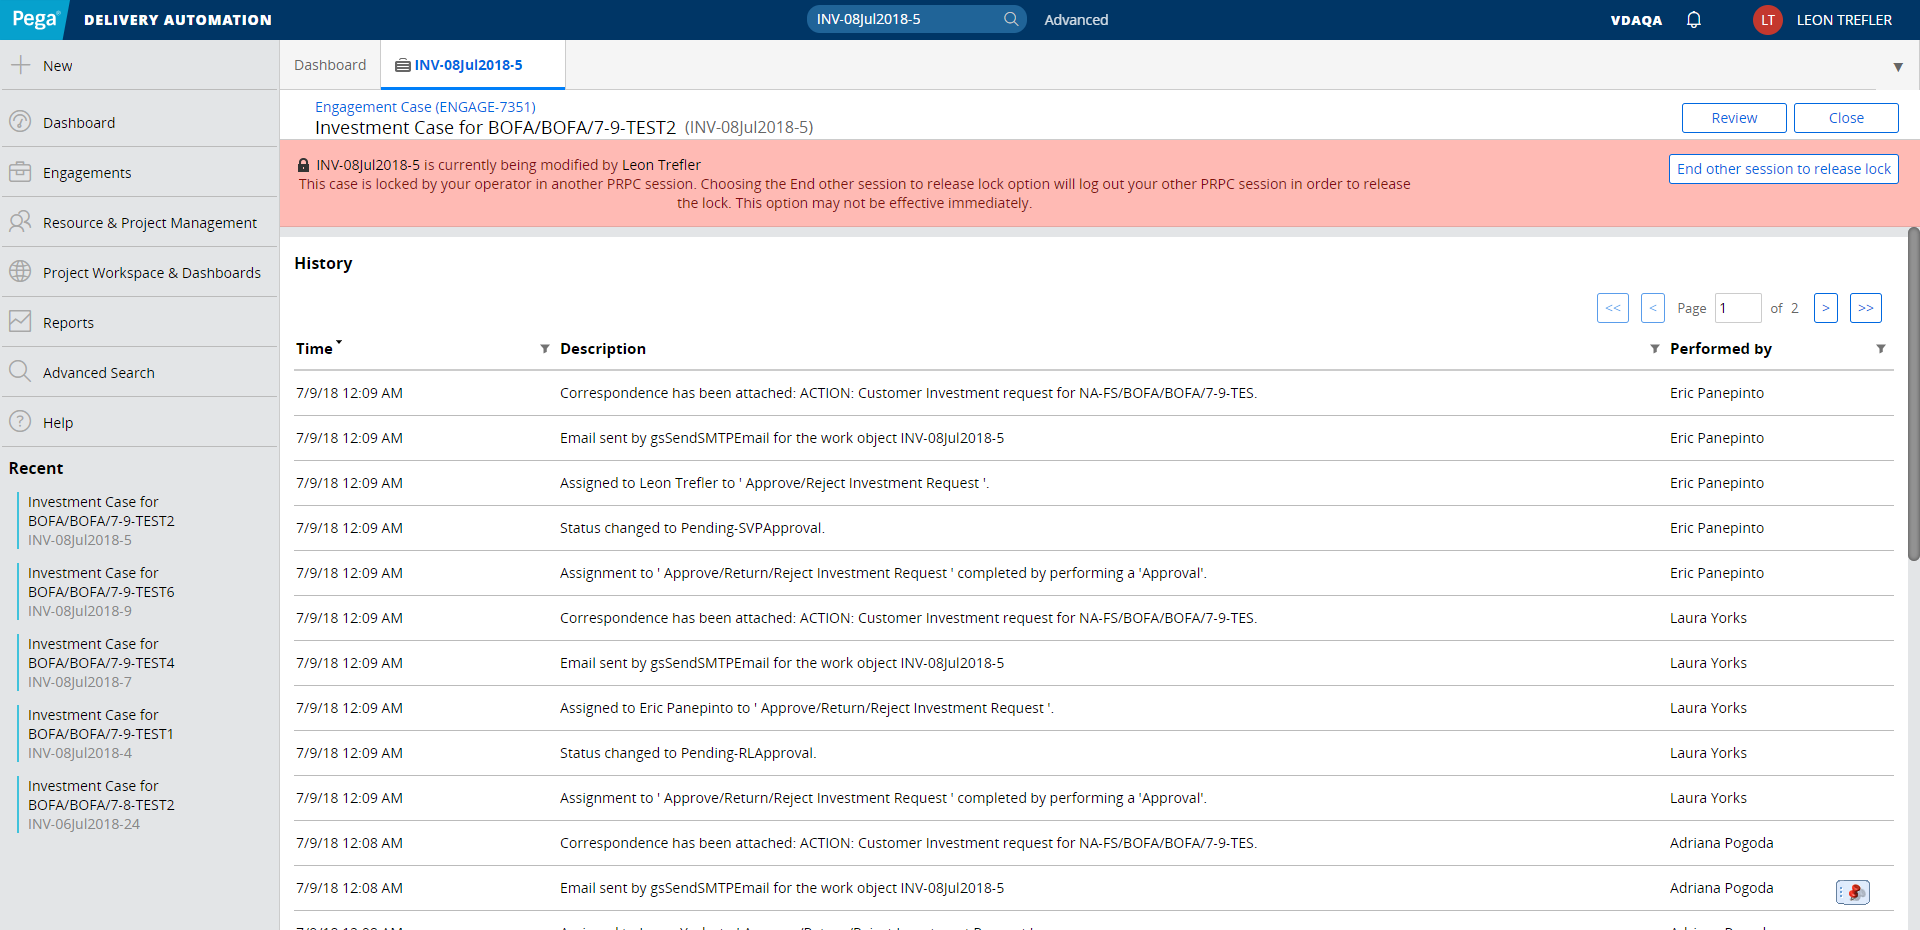 Pega DELIVERY AUTOMATION
INV-08Jul2018-5
Advanced
VDAQA
LT LEON TREFLER
New
Dashboard
Engagements
Resource & Project Management
Project Workspace & Dashboards
Reports
Advanced Search
Help
Recent
Investment Case for
BOFA/BOFA/7-9-TEST2
INV-08Jul2018-5
Investment Case for
BOFA/BOFA/7-9-TEST6
INV-08Jul2018-9
Investment Case for
BOFA/BOFA/7-9-TEST4
INV-08Jul2018-7
Investment Case for
BOFA/BOFA/7-9-TEST1
INV-08Jul2018-4
Investment Case for
BOFA/BOFA/7-8-TEST2
INV-06Jul2018-24
Dashboard INV-08Jul2018-5
Engagement Case (ENGAGE-7351)
Investment Case for BOFA/BOFA/7-9-TEST2 (INV-08Jul2018-5)
Review Close
INV-08Jul2018-5 is currently being modified by Leon Trefler
This case is locked by your operator in another PRPC session. Choosing the End other session to release lock option will log out your other PRPC session in order to release
the lock. This option may not be effective immediately.
End other session to release lock
History
<< < Page 1 of 2 > >>
Time Description Performed by
7/9/18 12:09 AM Correspondence has been attached: ACTION: Customer Investment request for NA-FS/BOFA/BOFA/7-9-TES. Eric Panepinto
7/9/18 12:09 AM Email sent by gsSendSMTPEmail for the work object INV-08Jul2018-5 Eric Panepinto
7/9/18 12:09 AM Assigned to Leon Trefler to ' Approve/Reject Investment Request '. Eric Panepinto
7/9/18 12:09 AM Status changed to Pending-SVPApproval. Eric Panepinto
7/9/18 12:09 AM Assignment to ' Approve/Return/Reject Investment Request ' completed by performing a 'Approval'. Eric Panepinto
7/9/18 12:09 AM Correspondence has been attached: ACTION: Customer Investment request for NA-FS/BOFA/BOFA/7-9-TES. Laura Yorks
7/9/18 12:09 AM Email sent by gsSendSMTPEmail for the work object INV-08Jul2018-5 Laura Yorks
7/9/18 12:09 AM Assigned to Eric Panepinto to ' Approve/Return/Reject Investment Request '. Laura Yorks
7/9/18 12:09 AM Status changed to Pending-RLApproval. Laura Yorks
7/9/18 12:09 AM Assignment to ' Approve/Return/Reject Investment Request ' completed by performing a 'Approval'. Laura Yorks
7/9/18 12:08 AM Correspondence has been attached: ACTION: Customer Investment request for NA-FS/BOFA/BOFA/7-9-TES. Adriana Pogoda
7/9/18 12:08 AM Email sent by gsSendSMTPEmail for the work object INV-08Jul2018-5 Adriana Pogoda